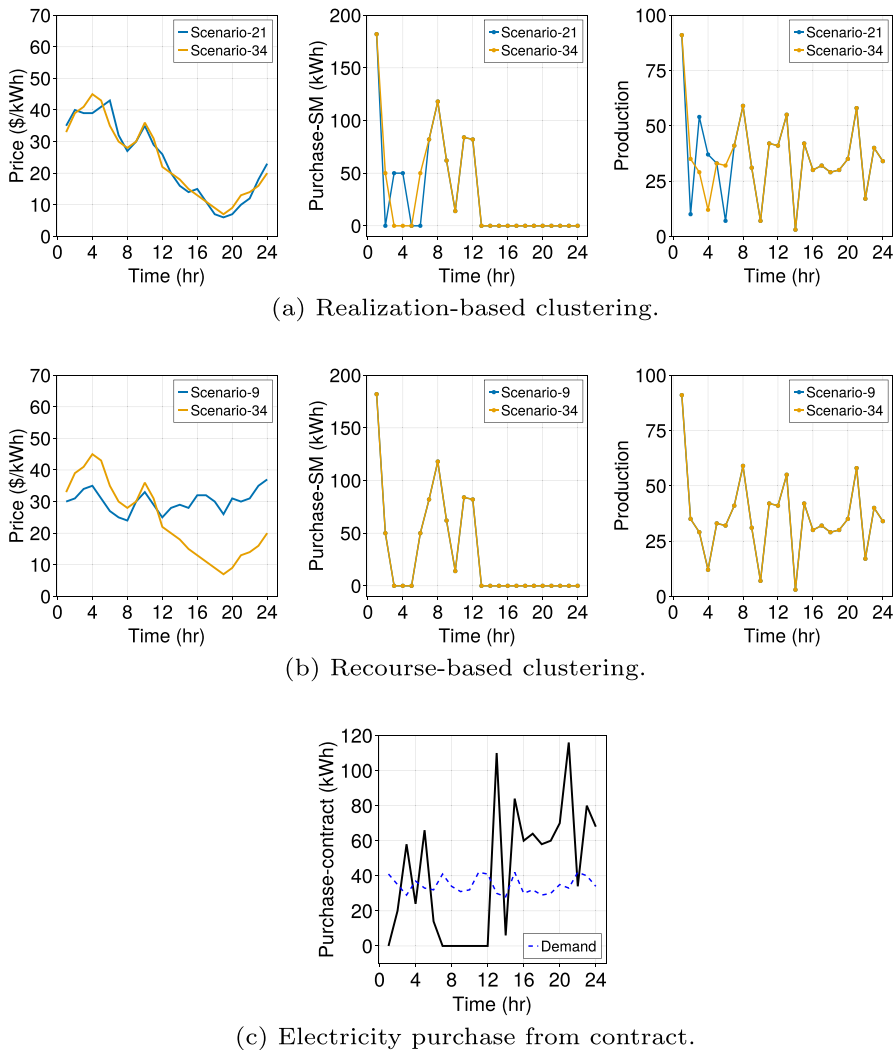 70
60
50
40
30
20
10
0
Price ($/kWh)
0 4 8 12 16 20 24
Time (hr)
Scenario-21
Scenario-34
200
150
100
50
0
Purchase-SM (kWh)
0 4 8 12 16 20 24
Time (hr)
Scenario-21
Scenario-34
100
75
50
25
0
Production
0 4 8 12 16 20 24
Time (hr)
Scenario-21
Scenario-34
(a) Realization-based clustering.
70
60
50
40
30
20
10
0
Price ($/kWh)
0 4 8 12 16 20 24
Time (hr)
Scenario-9
Scenario-34
200
150
100
50
0
Purchase-SM (kWh)
0 4 8 12 16 20 24
Time (hr)
Scenario-9
Scenario-34
100
75
50
25
0
Production
0 4 8 12 16 20 24
Time (hr)
Scenario-9
Scenario-34
(b) Recourse-based clustering.
120
100
80
60
40
20
0
Purchase-contract (kWh)
0 4 8 12 16 20 24
Time (hr)
Demand
(c) Electricity purchase from contract.